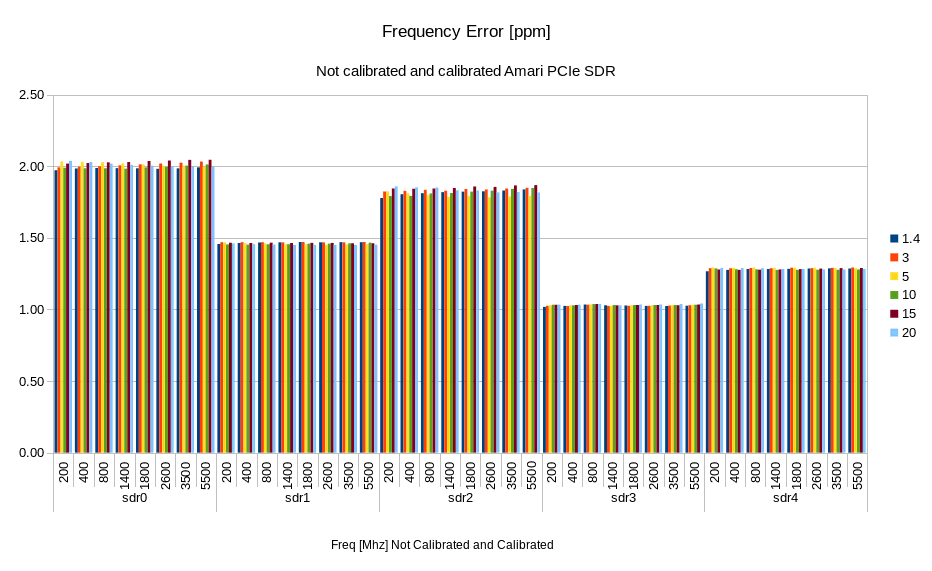 Frequency Error [ppm]
Not calibrated and calibrated Amari PCIe SDR
2.50
2.00
1.50
1.00
0.50
0.00
1.4
3
5
10
15
20
200 400 800 1400 1800 2600 3500 5500 200 400 800 1400 1800 2600 3500 5500 200 400 800 1400 1800 2600 3500 5500 200 400 800 1400 1800 2600 3500 5500 200 400 800 1400 1800 2600 3500 5500
sdr0 sdr1 sdr2 sdr3 sdr4
Freq [Mhz] Not Calibrated and Calibrated